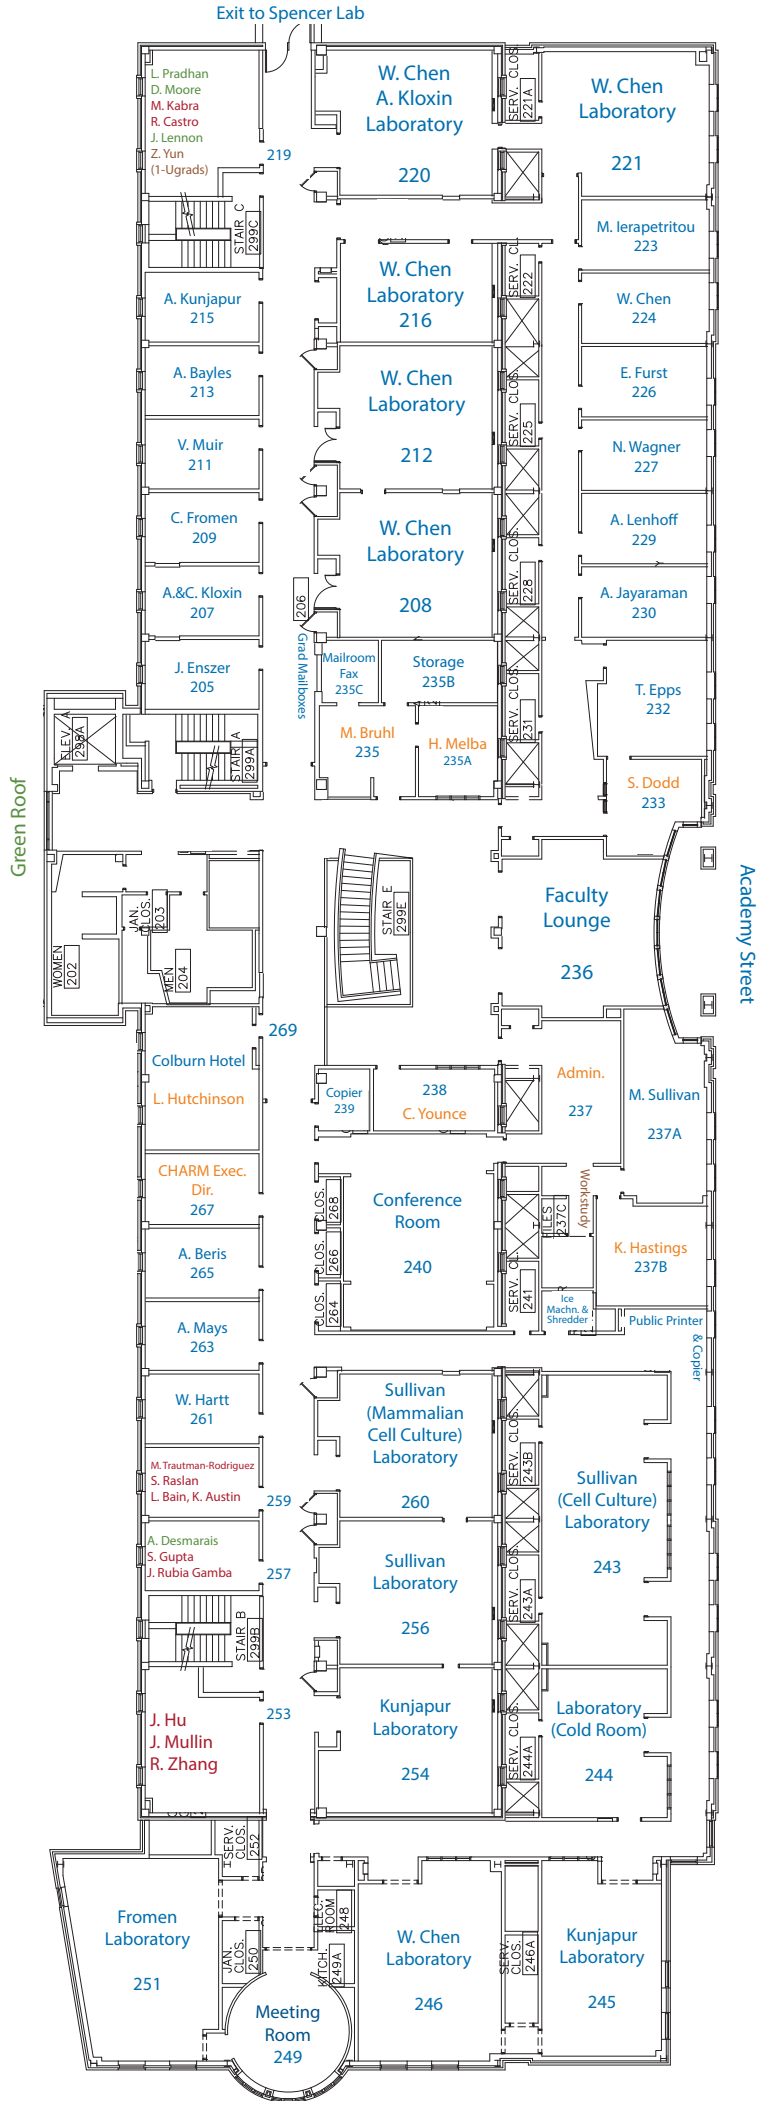 Exit to Spencer Lab
L. Pradhan
D. Moore
M. Kabra
R. Castro
J. Lennon
Z. Yun
(1-Ugrads)
219
W. Chen
A. Kloxin
Laboratory
220
SERV. CLOS.
221A
W. Chen
Laboratory
221
STAIR C
299C
M. Ierapetritou
223
A. Kunjapur
215
W. Chen
Laboratory
216
SERV. CL.
222
W. Chen
224
A. Bayles
213
W. Chen
Laboratory
212
E. Furst
226
SERV. CLOS.
225
V. Muir
211
N. Wagner
227
C. Fromen
209
W. Chen
Laboratory
208
A. Lenhoff
229
SERV. CLOS.
228
A.&C. Kloxin
207
206
A. Jayaraman
230
Grad Mailboxes
J. Enszer
205
Mailroom
Fax
235C
Storage
235B
T. Epps
232
SERV. CLOS.
231
ELEV. A
298A
STAIR A
299A
M. Bruhl
235
H. Melba
235A
S. Dodd
233
Green Roof
JAN.
CLOS.
203
WOMEN
202
MEN
204
STAIR E
299E
Faculty
Lounge
236
Academy Street
269
Colburn Hotel
L. Hutchinson
Copier
239
238
C. Younce
Admin.
237
M. Sullivan
237A
CHARM Exec.
Dir.
267
CLOS.
268
Conference
Room
240
Workstudy
FILES
237C
K. Hastings
237B
A. Beris
265
CLOS.
266
SERV. CL.
241
CLOS.
264
Ice
Machn. &
Shredder
Public Printer
& Copier
A. Mays
263
W. Hartt
261
Sullivan
(Mammalian
Cell Culture)
Laboratory
260
SERV. CLOS.
243B
Sullivan
(Cell Culture)
Laboratory
243
M. Trautman-Rodriguez
S. Raslan
L. Bain, K. Austin
259
A. Desmarais
S. Gupta
J. Rubia Gamba
257
Sullivan
Laboratory
256
SERV. CLOS.
243A
STAIR B
299B
J. Hu
J. Mullin
R. Zhang
253
Kunjapur
Laboratory
254
SERV. CLOS.
244A
Laboratory
(Cold Room)
244
SERV.
CLOS.
252
Fromen
Laboratory
251
JAN.
CLOS.
250
ELEC.
ROOM
248
KITCH.
249A
W. Chen
Laboratory
246
SERV.
CLOS.
246A
Kunjapur
Laboratory
245
Meeting
Room
249